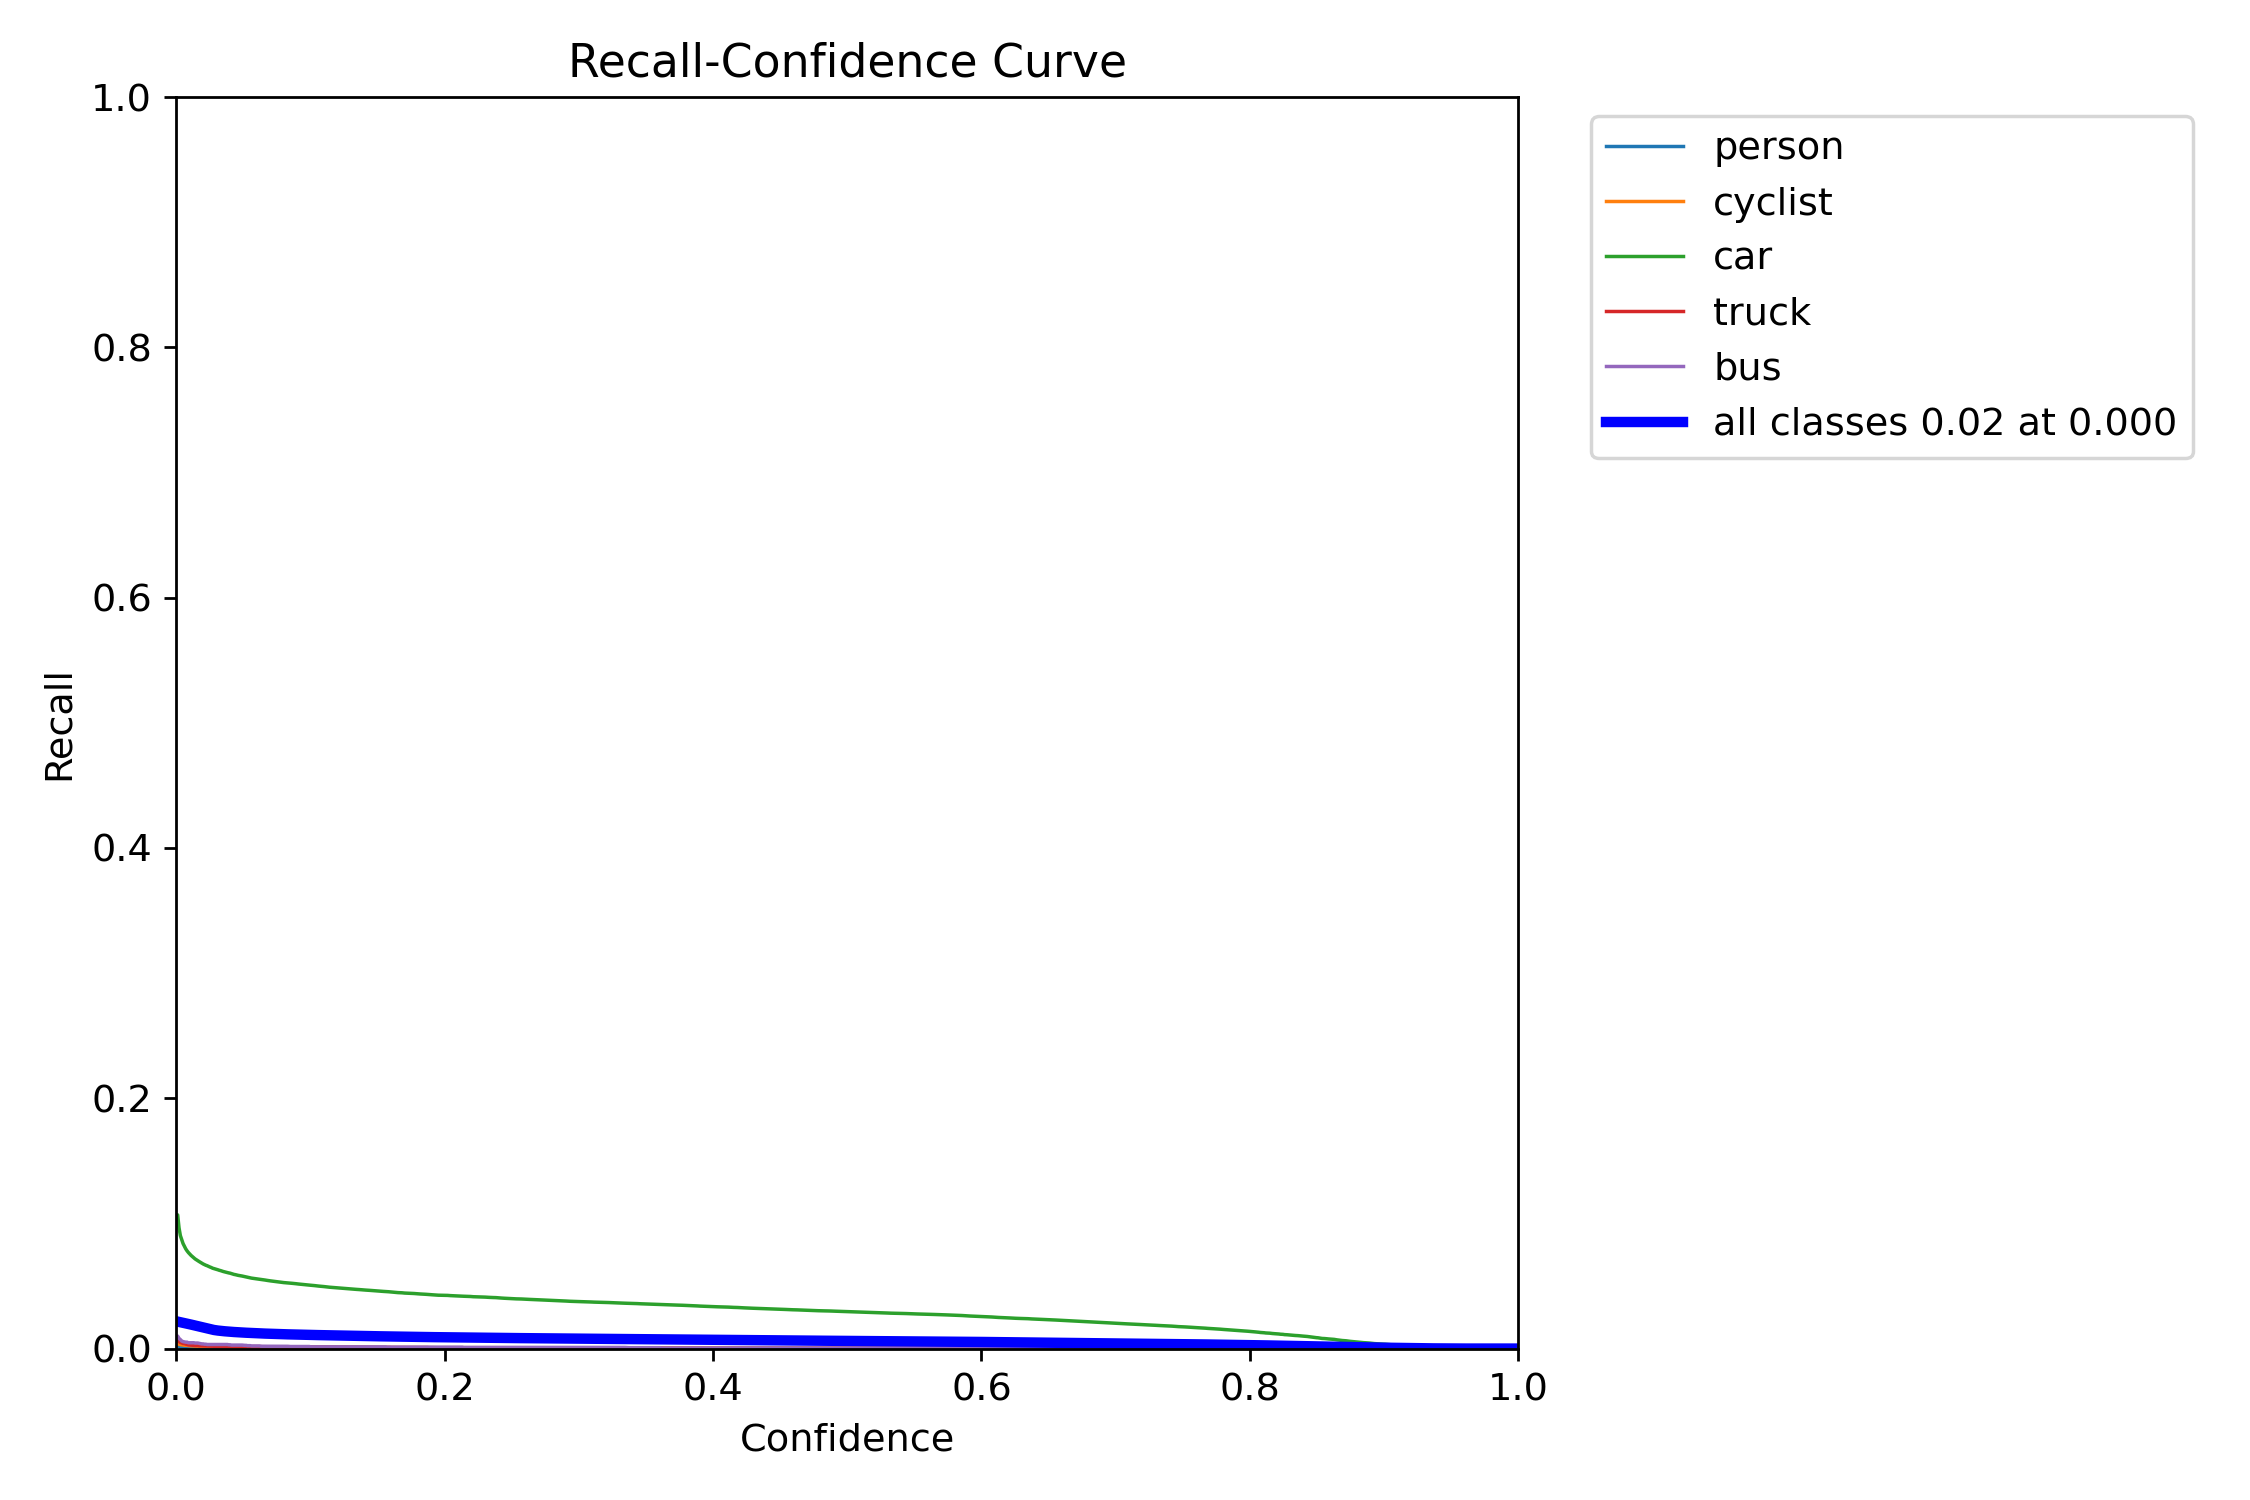 Recall-Confidence Curve
1.0
0.8
0.6
0.4
0.2
0.0
Recall
0.0 0.2 0.4 0.6 0.8 1.0
Confidence
person
cyclist
car
truck
bus
all classes 0.02 at 0.000